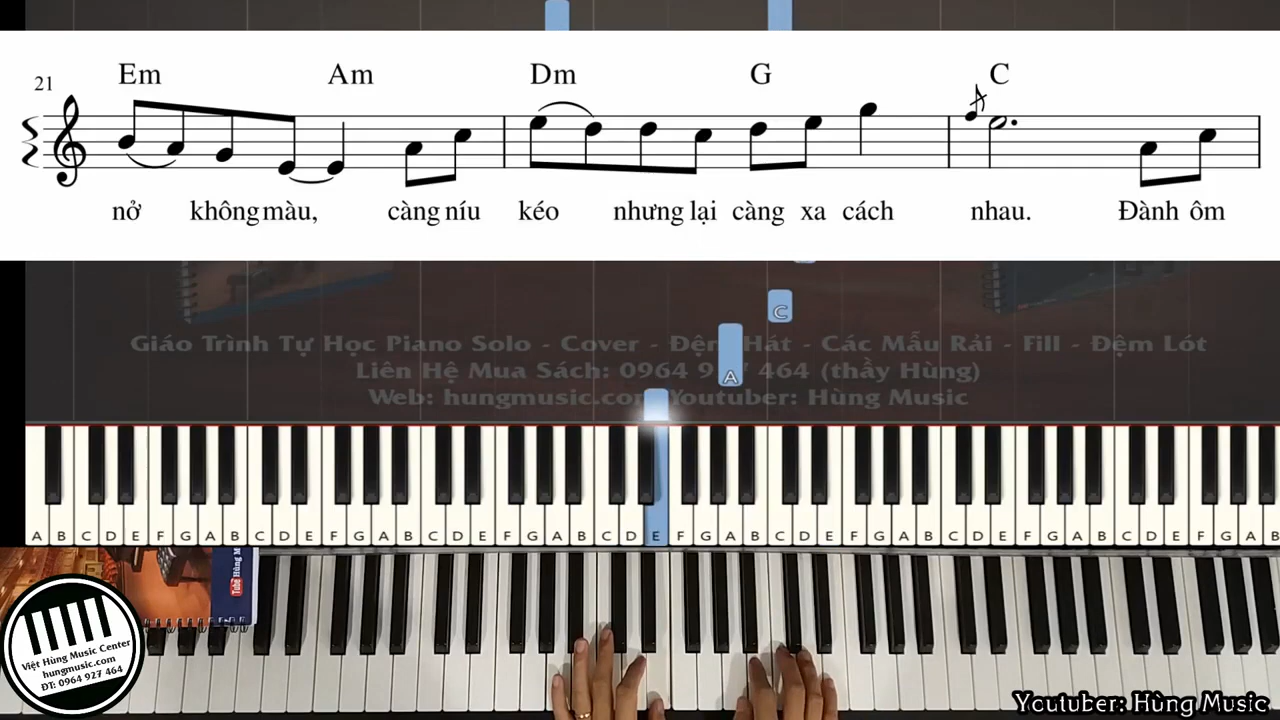 Em Am Dm G C
21
nở không màu, càng níu kéo nhưng lại càng xa cách nhau. Đành ôm
C
Giáo Trình Tự Học Piano Solo - Cover - Đệm Hát - Các Mẫu Rải - Fill - Đệm Lót
Liên Hệ Mua Sách: 0964 927 464 (thầy Hùng)
A
Web: hungmusic.com Youtuber: Hùng Music
A B C D E F G A B C D E F G A B C D E F G A B C D E F G A B C D E F G A B C D E F G A B C D E F G A B
Việt Hùng Music Center
hungmusic.com
ĐT: 0964 927 464
Youtuber: Hùng Music